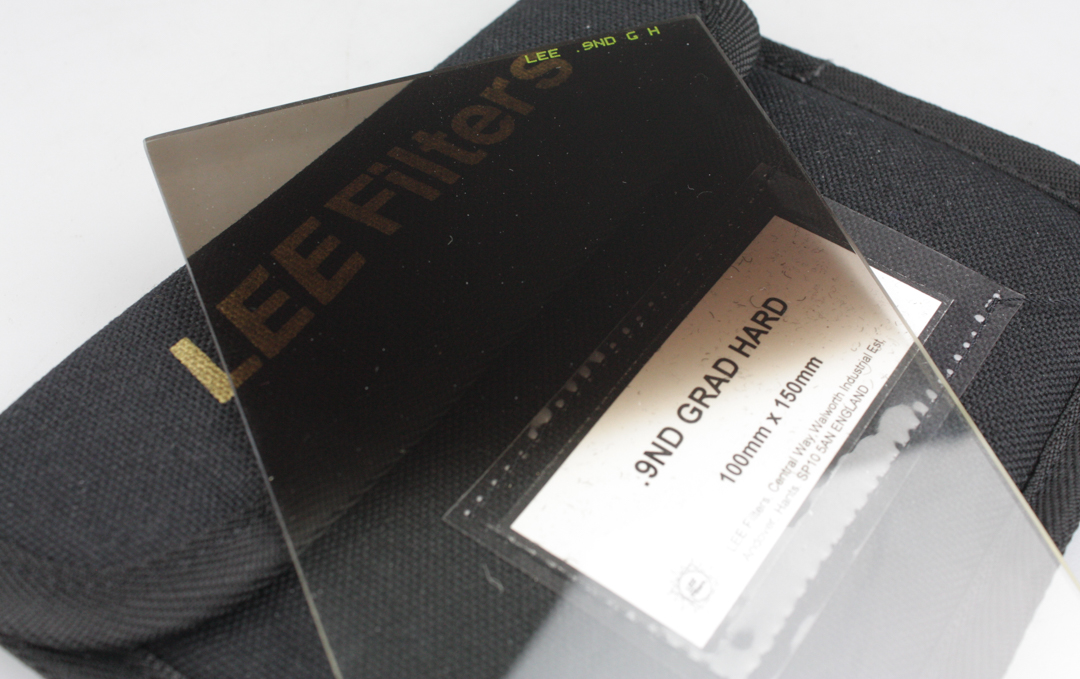 LEE .9ND G H
LEE Filters
.9ND GRAD HARD
100mm x 150mm
LEE Filters, Central Way, Walworth Industrial Est,
Andover, Hants. SP10 5AN ENGLAND